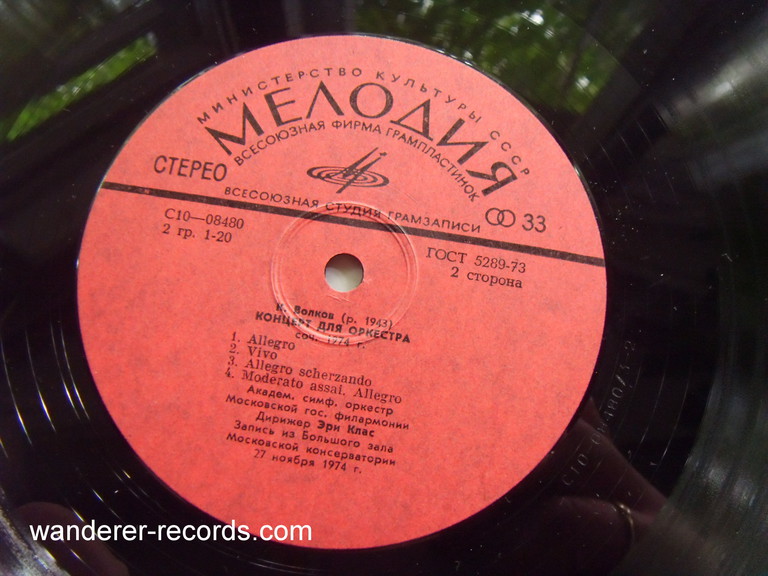 МИНИСТЕРСТВО КУЛЬТУРЫ СССР
МЕЛОДИЯ
ВСЕСОЮЗНАЯ ФИРМА ГРАМПЛАСТИНОК
СТЕРЕО
ВСЕСОЮЗНАЯ СТУДИЯ ГРАМЗАПИСИ
33
С10—08480
2 гр. 1-20
ГОСТ 5289-73
2 сторона
К. Волков (р. 1943)
КОНЦЕРТ ДЛЯ ОРКЕСТРА
соч. 1974 г.
1. Allegro
2. Vivo
3. Allegro scherzando
4. Moderato assai. Allegro
Академ. симф. оркестр
Московской гос. филармонии
Дирижер Эри Клас
Запись из Большого зала
Московской консерватории
27 ноября 1974 г.
wanderer-records.com